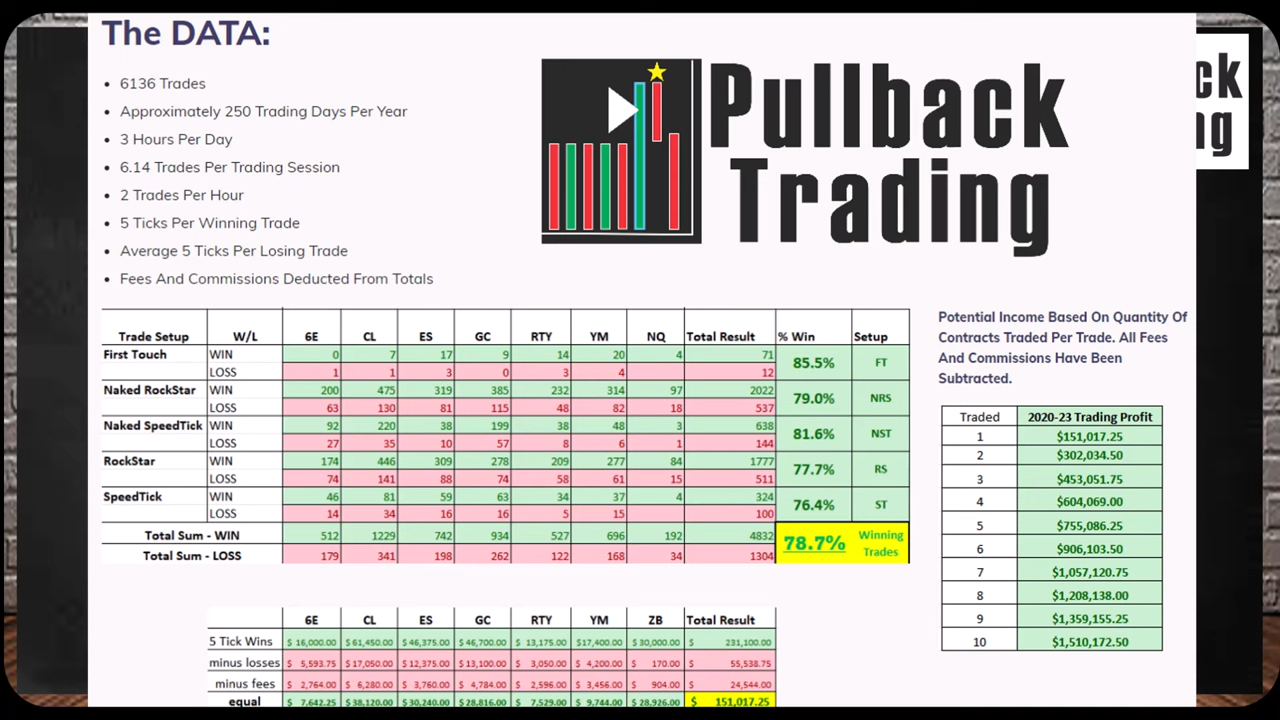 The DATA:
• 6136 Trades
• Approximately 250 Trading Days Per Year
• 3 Hours Per Day
• 6.14 Trades Per Trading Session
• 2 Trades Per Hour
• 5 Ticks Per Winning Trade
• Average 5 Ticks Per Losing Trade
• Fees And Commissions Deducted From Totals
Pullback
Trading
ck
ng
Trade Setup W/L 6E CL ES GC RTY YM NQ Total Result % Win Setup
First Touch WIN 0 7 17 9 14 20 4 71 85.5% FT
LOSS 1 1 3 0 3 4 12
Naked RockStar WIN 200 475 319 385 232 314 97 2022 79.0% NRS
LOSS 63 130 81 115 48 82 18 537
Naked SpeedTick WIN 92 220 38 199 38 48 3 638 81.6% NST
LOSS 27 35 10 57 8 6 1 144
RockStar WIN 174 446 309 278 209 277 84 1777 77.7% RS
LOSS 74 141 88 74 58 61 15 511
SpeedTick WIN 46 81 59 63 34 37 4 324 76.4% ST
LOSS 14 34 16 16 5 15 100
Total Sum - WIN 512 1229 742 934 527 696 192 4832 78.7% Winning Trades
Total Sum - LOSS 179 341 198 262 122 168 34 1304
Potential Income Based On Quantity Of
Contracts Traded Per Trade. All Fees
And Commissions Have Been
Subtracted.
Traded 2020-23 Trading Profit
1 $151,017.25
2 $302,034.50
3 $453,051.75
4 $604,069.00
5 $755,086.25
6 $906,103.50
7 $1,057,120.75
8 $1,208,138.00
9 $1,359,155.25
10 $1,510,172.50
6E CL ES GC RTY YM ZB Total Result
5 Tick Wins $ 16,000.00 $ 61,450.00 $ 46,375.00 $ 46,700.00 $ 13,175.00 $ 17,400.00 $ 30,000.00 $ 231,100.00
minus losses $ 5,593.75 $ 17,050.00 $ 12,375.00 $ 13,100.00 $ 3,050.00 $ 4,200.00 $ 170.00 $ 55,538.75
minus fees $ 2,764.00 $ 6,280.00 $ 3,760.00 $ 4,784.00 $ 2,596.00 $ 3,456.00 $ 904.00 $ 24,544.00
equal $ 7,642.25 $ 38,120.00 $ 30,240.00 $ 28,816.00 $ 7,529.00 $ 9,744.00 $ 28,926.00 $ 151,017.25